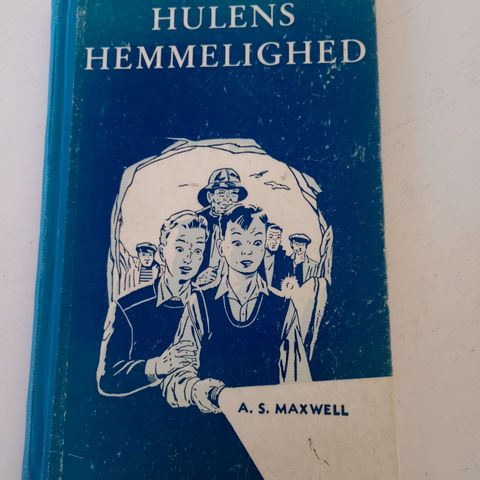 HULENS
HEMMELIGHED
A. S. MAXWELL